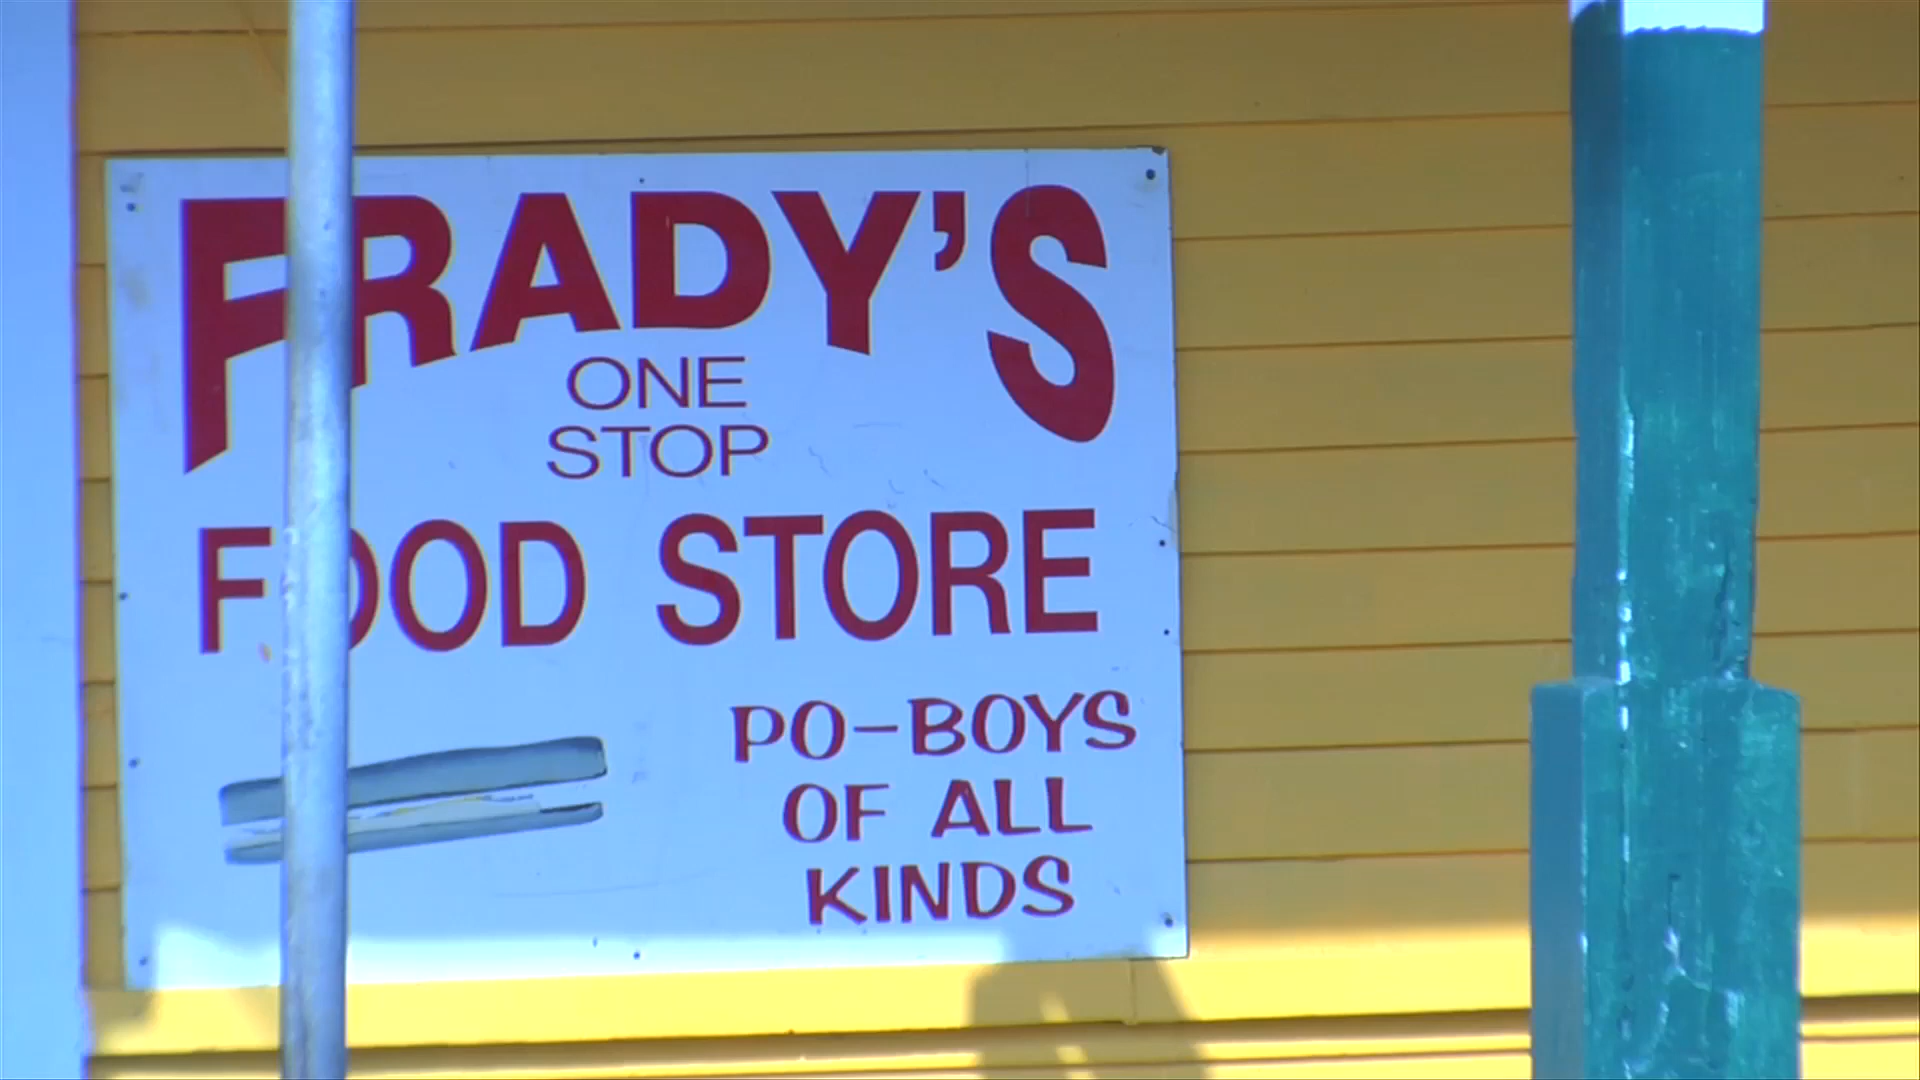 FRADY'S
ONE
STOP
FOOD STORE
PO-BOYS
OF ALL
KINDS